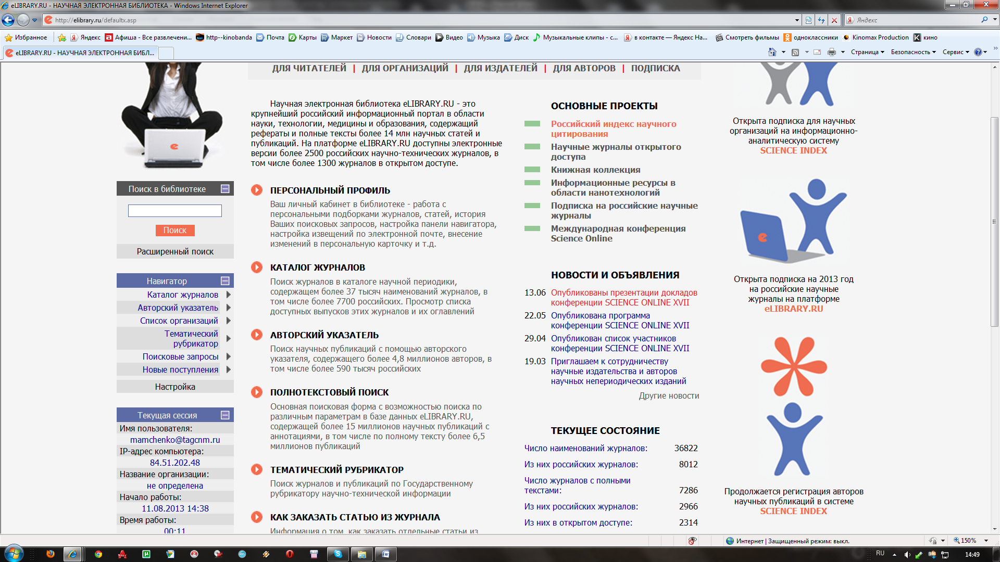 eLIBRARY.RU - НАУЧНАЯ ЭЛЕКТРОННАЯ БИБЛИОТЕКА - Windows Internet Explorer
http://elibrary.ru/defaultx.asp
Яндекс
Избранное
Яндекс
Афиша - Все развлечени...
http--kinobanda
Почта
Карты
Маркет
Новости
Словари
Видео
Музыка
Диск
Музыкальные клипы - с...
в контакте — Яндекс На...
Смотреть фильмы
одноклассники
Kinomax Production
кино
eLIBRARY.RU - НАУЧНАЯ ЭЛЕКТРОННАЯ БИБЛ...
Страница
Безопасность
Сервис
ДЛЯ ЧИТАТЕЛЕЙ | ДЛЯ ОРГАНИЗАЦИЙ | ДЛЯ ИЗДАТЕЛЕЙ | ДЛЯ АВТОРОВ | ПОДПИСКА
Поиск в библиотеке
Поиск
Расширенный поиск
Навигатор
Каталог журналов
Авторский указатель
Список организаций
Тематический
рубрикатор
Поисковые запросы
Новые поступления
Настройка
Текущая сессия
Имя пользователя:
mamchenko@tagcnm.ru
IP-адрес компьютера:
84.51.202.48
Название организации:
не определена
Начало работы:
11.08.2013 14:38
Время работы:
00:11
Научная электронная библиотека eLIBRARY.RU - это
крупнейший российский информационный портал в области
науки, технологии, медицины и образования, содержащий
рефераты и полные тексты более 14 млн научных статей и
публикаций. На платформе eLIBRARY.RU доступны электронные
версии более 2500 российских научно-технических журналов, в
том числе более 1300 журналов в открытом доступе.
ПЕРСОНАЛЬНЫЙ ПРОФИЛЬ
Ваш личный кабинет в библиотеке - работа с
персональными подборками журналов, статей, история
Ваших поисковых запросов, настройка панели навигатора,
настройка извещений по электронной почте, внесение
изменений в персональную карточку и т.д.
КАТАЛОГ ЖУРНАЛОВ
Поиск журналов в каталоге научной периодики,
содержащем более 37 тысяч наименований журналов, в
том числе более 7700 российских. Просмотр списка
доступных выпусков этих журналов и их оглавлений
АВТОРСКИЙ УКАЗАТЕЛЬ
Поиск научных публикаций с помощью авторского
указателя, содержащего более 4,8 миллионов авторов, в
том числе более 590 тысяч российских
ПОЛНОТЕКСТОВЫЙ ПОИСК
Основная поисковая форма с возможностью поиска по
различным параметрам в базе данных eLIBRARY.RU,
содержащей более 15 миллионов научных публикаций с
аннотациями, в том числе по полному тексту более 6,5
миллионов публикаций
ТЕМАТИЧЕСКИЙ РУБРИКАТОР
Поиск журналов и публикаций по Государственному
рубрикатору научно-технической информации
КАК ЗАКАЗАТЬ СТАТЬЮ ИЗ ЖУРНАЛА
Информация о том, как заказать отдельные статьи из
ОСНОВНЫЕ ПРОЕКТЫ
Российский индекс научного
цитирования
Научные журналы открытого
доступа
Книжная коллекция
Информационные ресурсы в
области нанотехнологий
Подписка на российские научные
журналы
Международная конференция
Science Online
НОВОСТИ И ОБЪЯВЛЕНИЯ
13.06 Опубликованы презентации докладов
конференции SCIENCE ONLINE XVII
22.05 Опубликована программа
конференции SCIENCE ONLINE XVII
29.04 Опубликован список участников
конференции SCIENCE ONLINE XVII
19.03 Приглашаем к сотрудничеству
научные издательства и авторов
научных непериодических изданий
Другие новости
ТЕКУЩЕЕ СОСТОЯНИЕ
Число наименований журналов: 36822
Из них российских журналов: 8012
Число журналов с полными
текстами: 7286
Из них российских журналов: 2966
Из них в открытом доступе: 2314
Открыта подписка для научных
организаций на информационно-
аналитическую систему
SCIENCE INDEX
Открыта подписка на 2013 год
на российские научные
журналы на платформе
eLIBRARY.RU
Продолжается регистрация авторов
научных публикаций в системе
SCIENCE INDEX
Интернет | Защищенный режим: выкл.
150%
RU
14:49